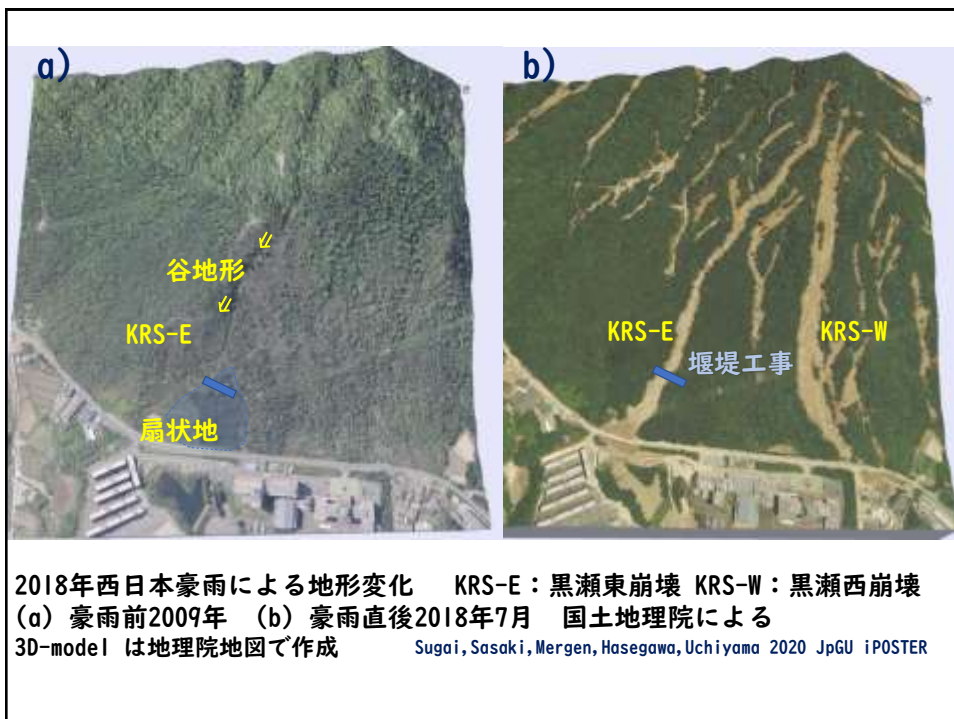 a)
谷地形
KRS-E
扇状地
b)
KRS-E
KRS-W
堰堤工事
2018年西日本豪雨による地形変化 KRS-E：黒瀬東崩壊 KRS-W：黒瀬西崩壊
(a) 豪雨前2009年 (b) 豪雨直後2018年7月 国土地理院による
3D-model は地理院地図で作成 Sugai,Sasaki,Mergen,Hasegawa,Uchiyama 2020 JpGU iPOSTER